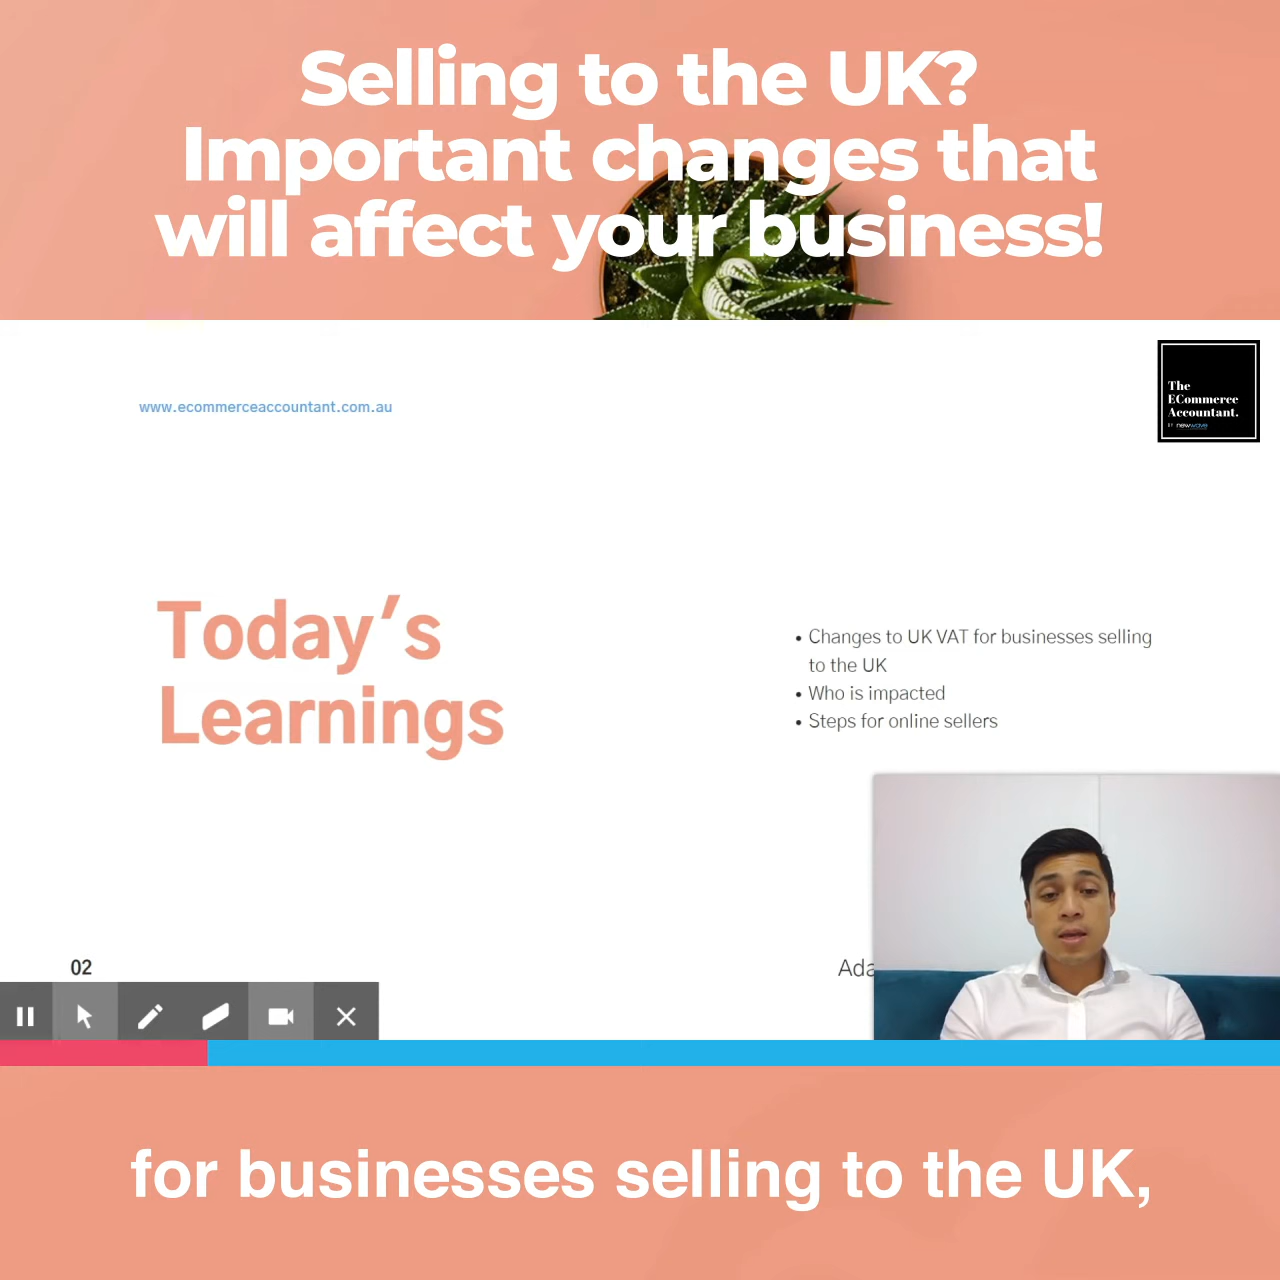 Selling to the UK?
Important changes that
will affect your business!
www.ecommerceaccountant.com.au
The
ECommerce
Accountant.
BY newwave
Today's
Learnings
• Changes to UK VAT for businesses selling
to the UK
• Who is impacted
• Steps for online sellers
02
Ada
for businesses selling to the UK,